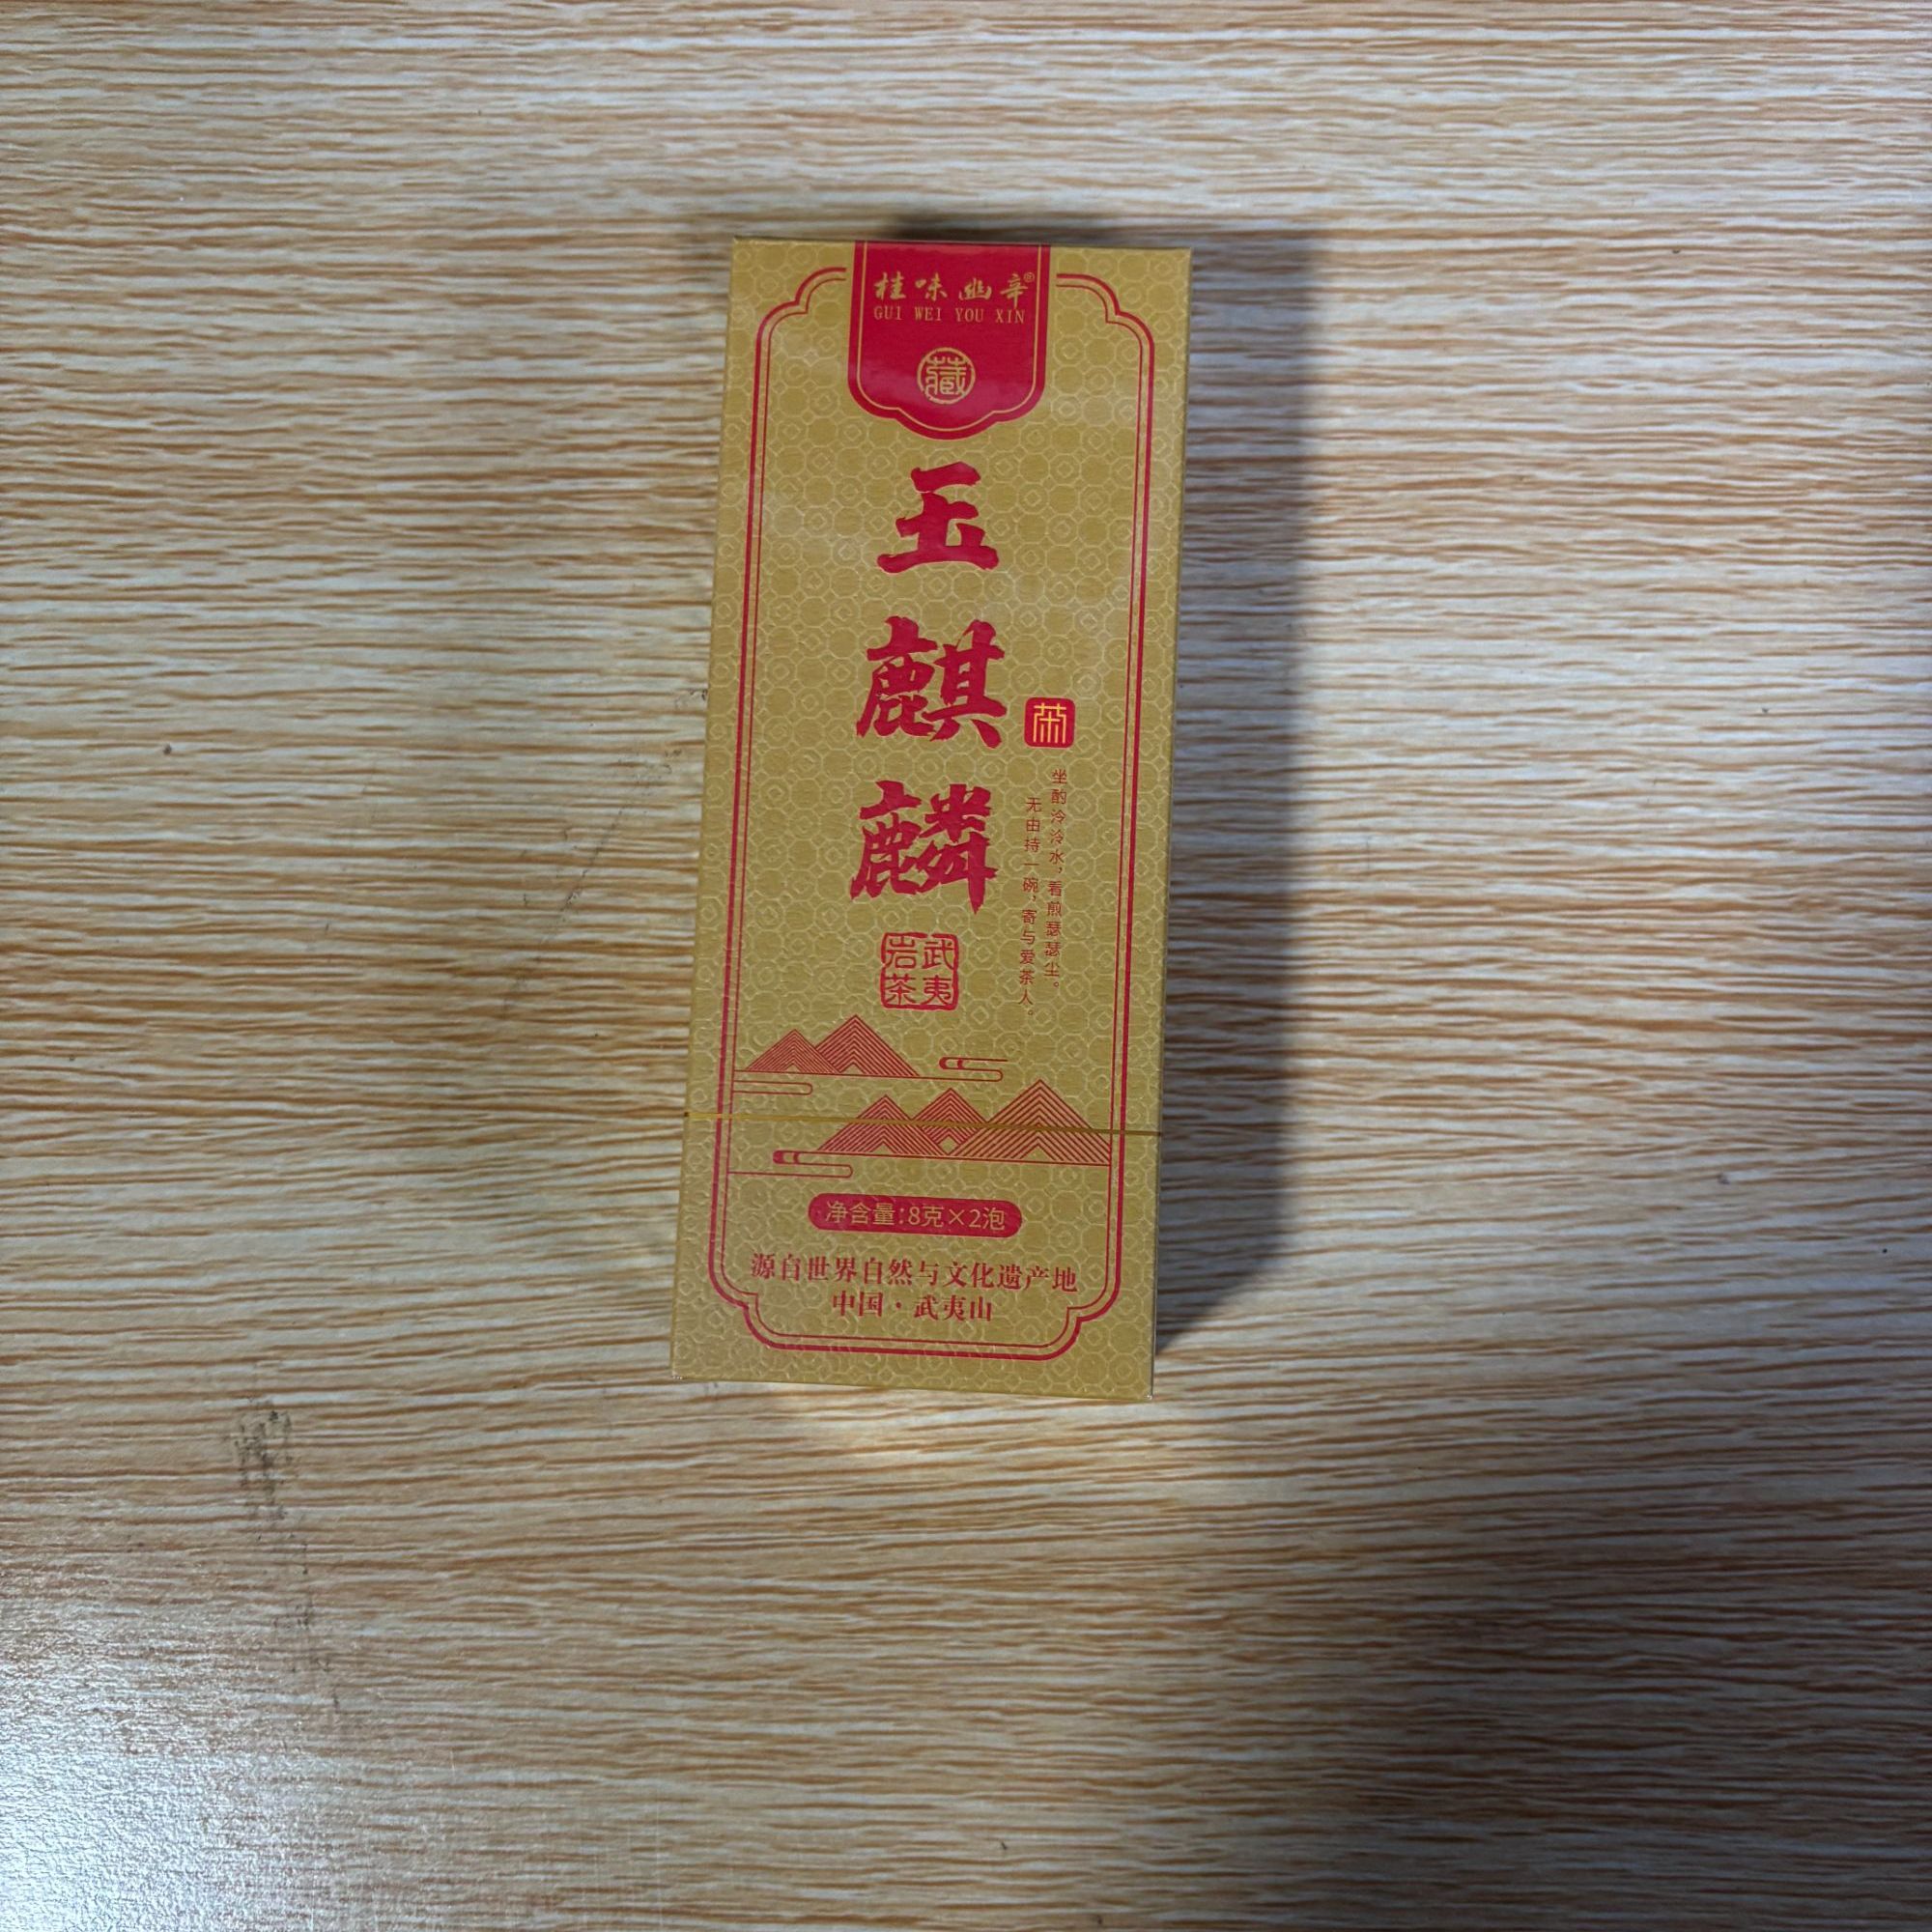 桂味幽辛®
GUI WEI YOU XIN
藏
玉麒麟
茶
坐酌泠泠水，看煎瑟瑟尘。
无由持一碗，寄与爱茶人。
武夷
岩茶
净含量:8克×2泡
源自世界自然与文化遗产地
中国·武夷山